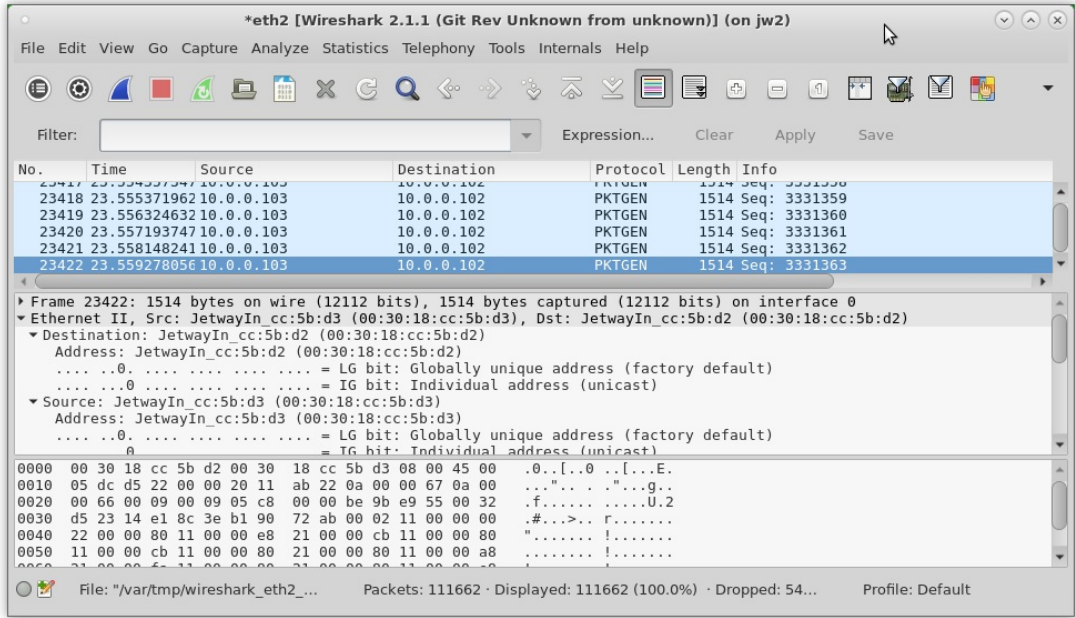 *eth2 [Wireshark 2.1.1 (Git Rev Unknown from unknown)] (on jw2)
File Edit View Go Capture Analyze Statistics Telephony Tools Internals Help
Filter: Expression... Clear Apply Save
No. Time Source Destination Protocol Length Info
23418 23.555371962 10.0.0.103 10.0.0.102 PKTGEN 1514 Seq: 3331359
23419 23.556324632 10.0.0.103 10.0.0.102 PKTGEN 1514 Seq: 3331360
23420 23.557193747 10.0.0.103 10.0.0.102 PKTGEN 1514 Seq: 3331361
23421 23.558148241 10.0.0.103 10.0.0.102 PKTGEN 1514 Seq: 3331362
23422 23.559278056 10.0.0.103 10.0.0.102 PKTGEN 1514 Seq: 3331363
Frame 23422: 1514 bytes on wire (12112 bits), 1514 bytes captured (12112 bits) on interface 0
Ethernet II, Src: JetwayIn_cc:5b:d3 (00:30:18:cc:5b:d3), Dst: JetwayIn_cc:5b:d2 (00:30:18:cc:5b:d2)
Destination: JetwayIn_cc:5b:d2 (00:30:18:cc:5b:d2)
Address: JetwayIn_cc:5b:d2 (00:30:18:cc:5b:d2)
.... ..0. .... .... .... .... = LG bit: Globally unique address (factory default)
.... ...0 .... .... .... .... = IG bit: Individual address (unicast)
Source: JetwayIn_cc:5b:d3 (00:30:18:cc:5b:d3)
Address: JetwayIn_cc:5b:d3 (00:30:18:cc:5b:d3)
.... ..0. .... .... .... .... = LG bit: Globally unique address (factory default)
= IG bit: Individual address (unicast)
0000 00 30 18 cc 5b d2 00 30 18 cc 5b d3 08 00 45 00 .0..[..0 ..[...E.
0010 05 dc d5 22 00 00 20 11 ab 22 0a 00 00 67 0a 00 ...".. . ."...g..
0020 00 66 00 09 00 09 05 c8 00 00 be 9b e9 55 00 32 .f...... .....U.2
0030 d5 23 14 e1 8c 3e b1 90 72 ab 00 02 11 00 00 00 .#...>.. r.......
0040 22 00 00 80 11 00 00 e8 21 00 00 cb 11 00 00 80 "....... !.......
0050 11 00 00 cb 11 00 00 80 21 00 00 80 11 00 00 a8 ........ !.......
File: "/var/tmp/wireshark_eth2_... Packets: 111662 · Displayed: 111662 (100.0%) · Dropped: 54... Profile: Default